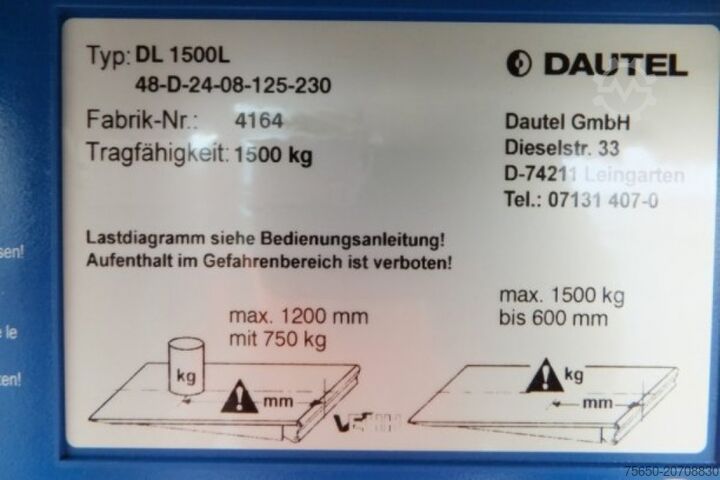 Typ: DL 1500L
48-D-24-08-125-230
Fabrik-Nr.: 4164
Tragfähigkeit: 1500 kg
DAUTEL
Dautel GmbH
Dieselstr. 33
D-74211 Leingarten
Tel.: 07131 407-0
Lastdiagramm siehe Bedienungsanleitung!
Aufenthalt im Gefahrenbereich ist verboten!
max. 1200 mm
mit 750 kg
kg
mm
max. 1500 kg
bis 600 mm
kg
mm
le
75650-20708830